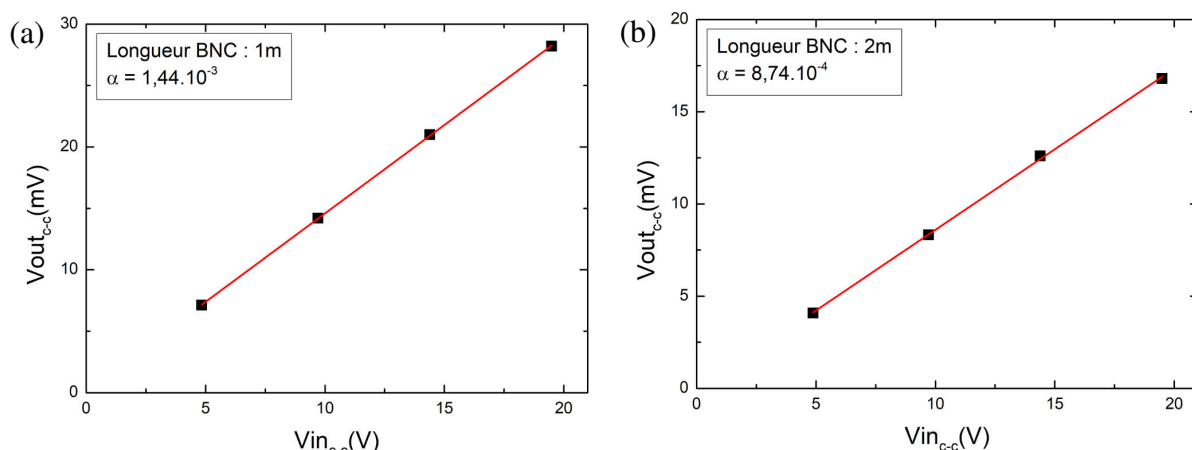 (a)
Longueur BNC : 1m
α = 1,44.10⁻³
30
20
10
0
Vout_c-c(mV)
0 5 10 15 20
Vin_c-c(V)
(b)
Longueur BNC : 2m
α = 8,74.10⁻⁴
20
15
10
5
0
Vout_c-c(mV)
0 5 10 15 20
Vin_c-c(V)